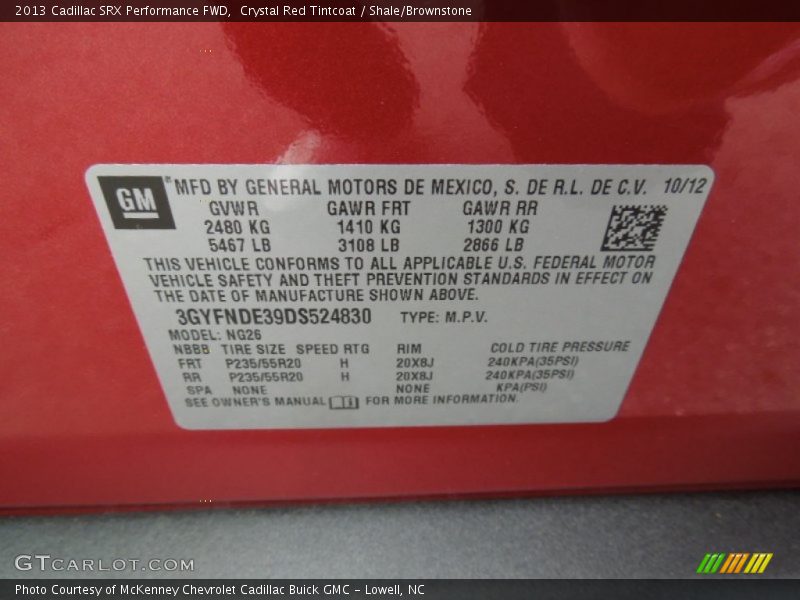 2013 Cadillac SRX Performance FWD, Crystal Red Tintcoat / Shale/Brownstone
GM MFD BY GENERAL MOTORS DE MEXICO, S. DE R.L. DE C.V. 10/12
GVWR GAWR FRT GAWR RR
2480 KG 1410 KG 1300 KG
5467 LB 3108 LB 2866 LB
THIS VEHICLE CONFORMS TO ALL APPLICABLE U.S. FEDERAL MOTOR
VEHICLE SAFETY AND THEFT PREVENTION STANDARDS IN EFFECT ON
THE DATE OF MANUFACTURE SHOWN ABOVE.
3GYFNDE39DS524830 TYPE: M.P.V.
MODEL: NG26
NBBB TIRE SIZE SPEED RTG RIM COLD TIRE PRESSURE
FRT P235/55R20 H 20X8J 240KPA(35PSI)
RR P235/55R20 H 20X8J 240KPA(35PSI)
SPA NONE NONE KPA(PSI)
SEE OWNER'S MANUAL FOR MORE INFORMATION.
GTCARLOT.COM
Photo Courtesy of McKenney Chevrolet Cadillac Buick GMC - Lowell, NC